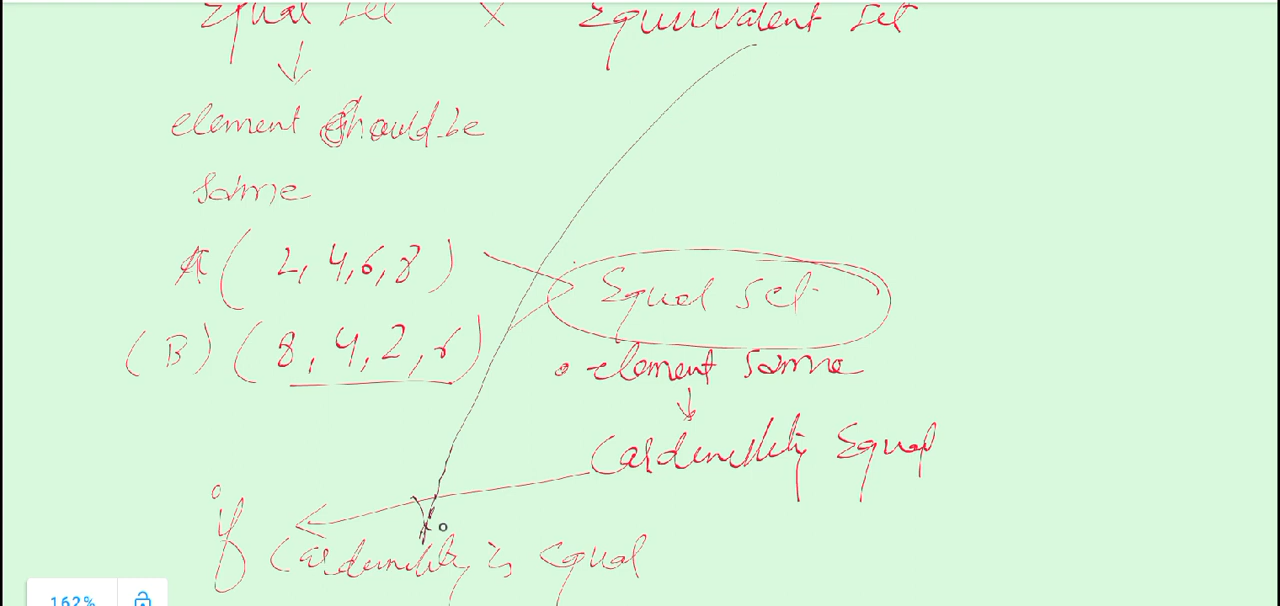 Equal Set X Equivalent Set
element should be
same
A ( 2, 4, 6, 8 )
Equal set
(B) ( 8, 4, 2, 6 )
element same
Cardinality Equal
if Cardinality is equal
162%